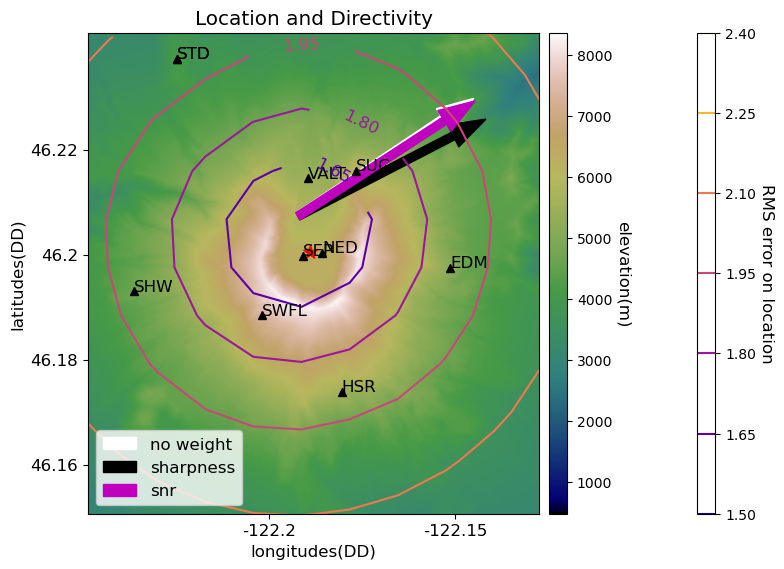 Location and Directivity
1.95
STD
1.80
1.65
VALT
SUG
SEP
NED
EDM
SHW
SWFL
HSR
no weight
sharpness
snr
latitudes(DD)
46.22
46.2
46.18
46.16
-122.2
-122.15
longitudes(DD)
8000
7000
6000
5000
4000
3000
2000
1000
elevation(m)
2.40
2.25
2.10
1.95
1.80
1.65
1.50
RMS error on location